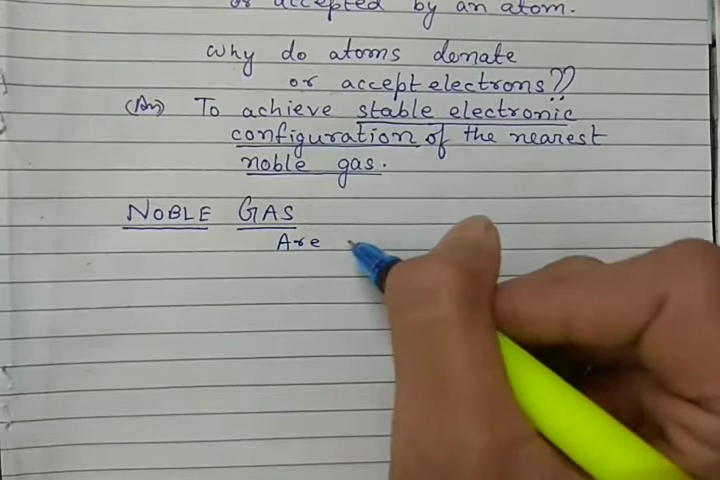 or accepted by an atom.
Why do atoms donate
or accept electrons??
(Ans) To achieve stable electronic
configuration of the nearest
noble gas.
NOBLE GAS
Are